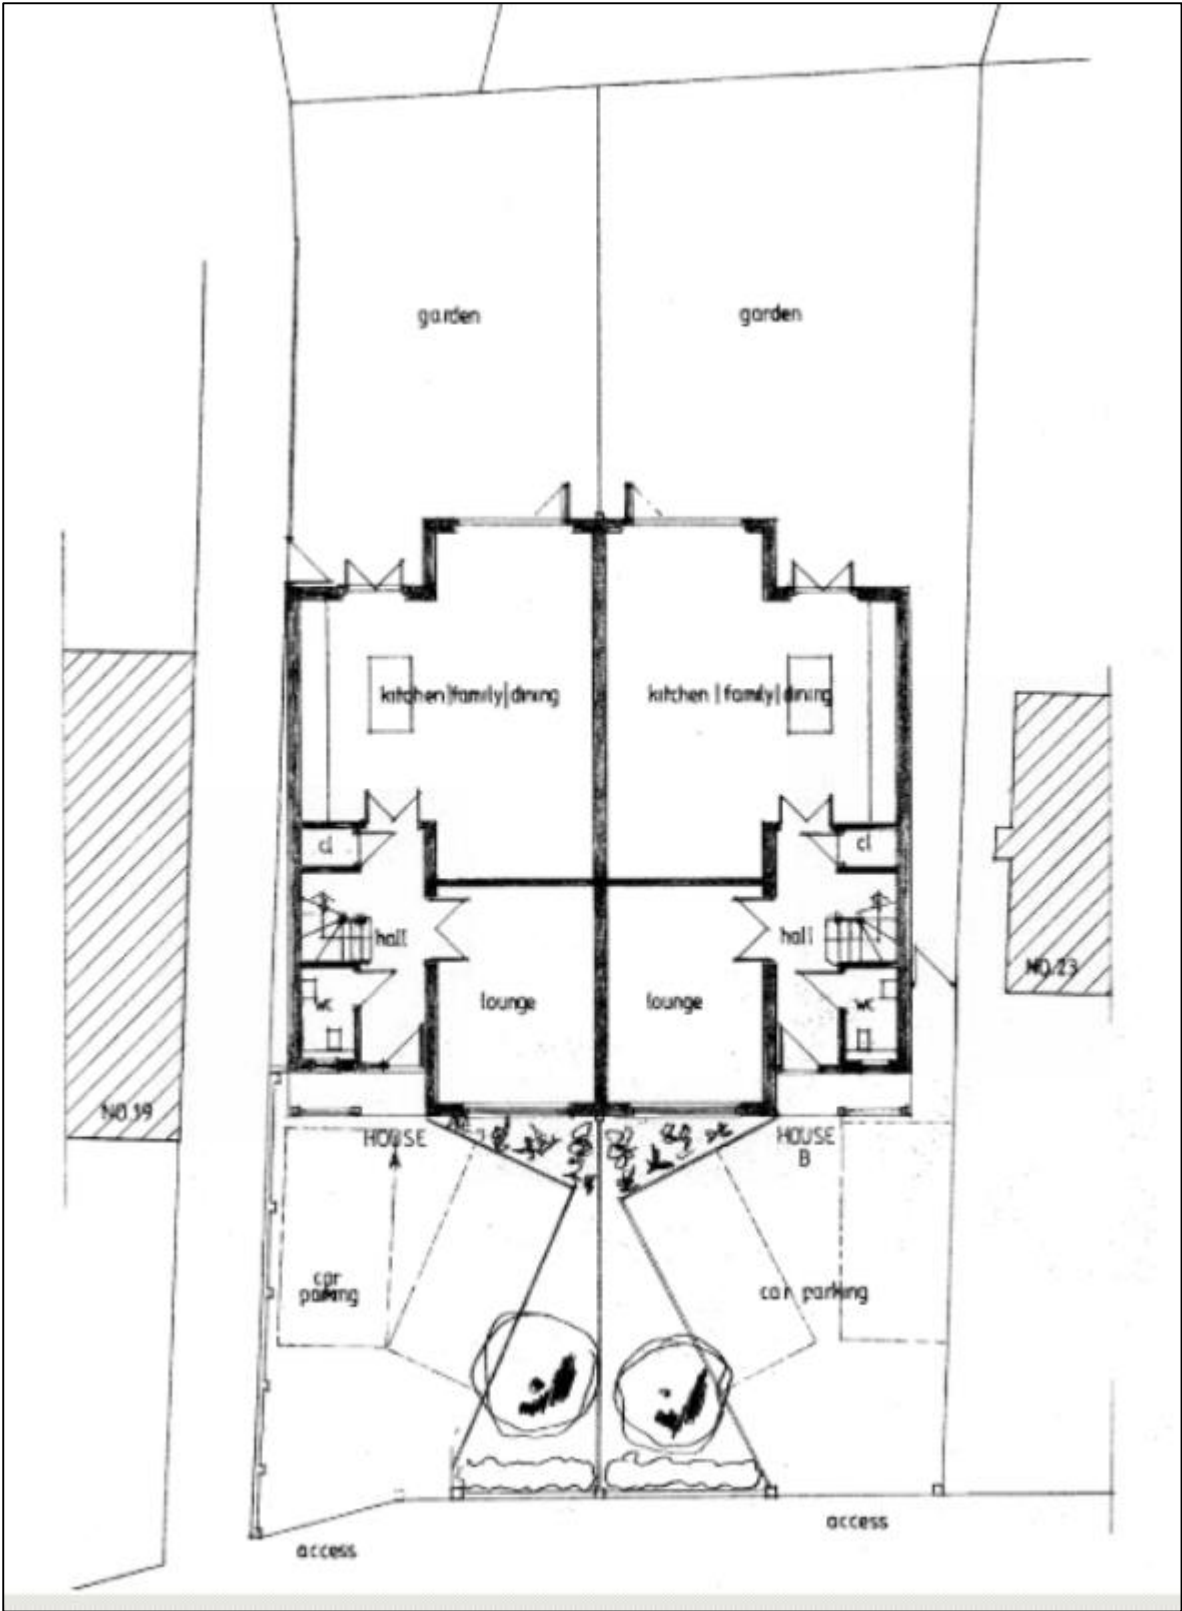 garden
garden
kitchen|family|dining
kitchen|family|dining
cl
cl
hall
hall
NO.23
wc
lounge
lounge
wc
NO.19
HOUSE
HOUSE
B
car
parking
car parking
access
access